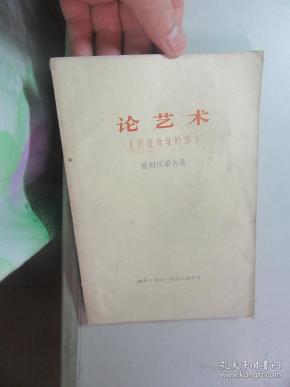 论艺术
（没有地址的信）
普列汉诺夫著
孔夫子旧书网